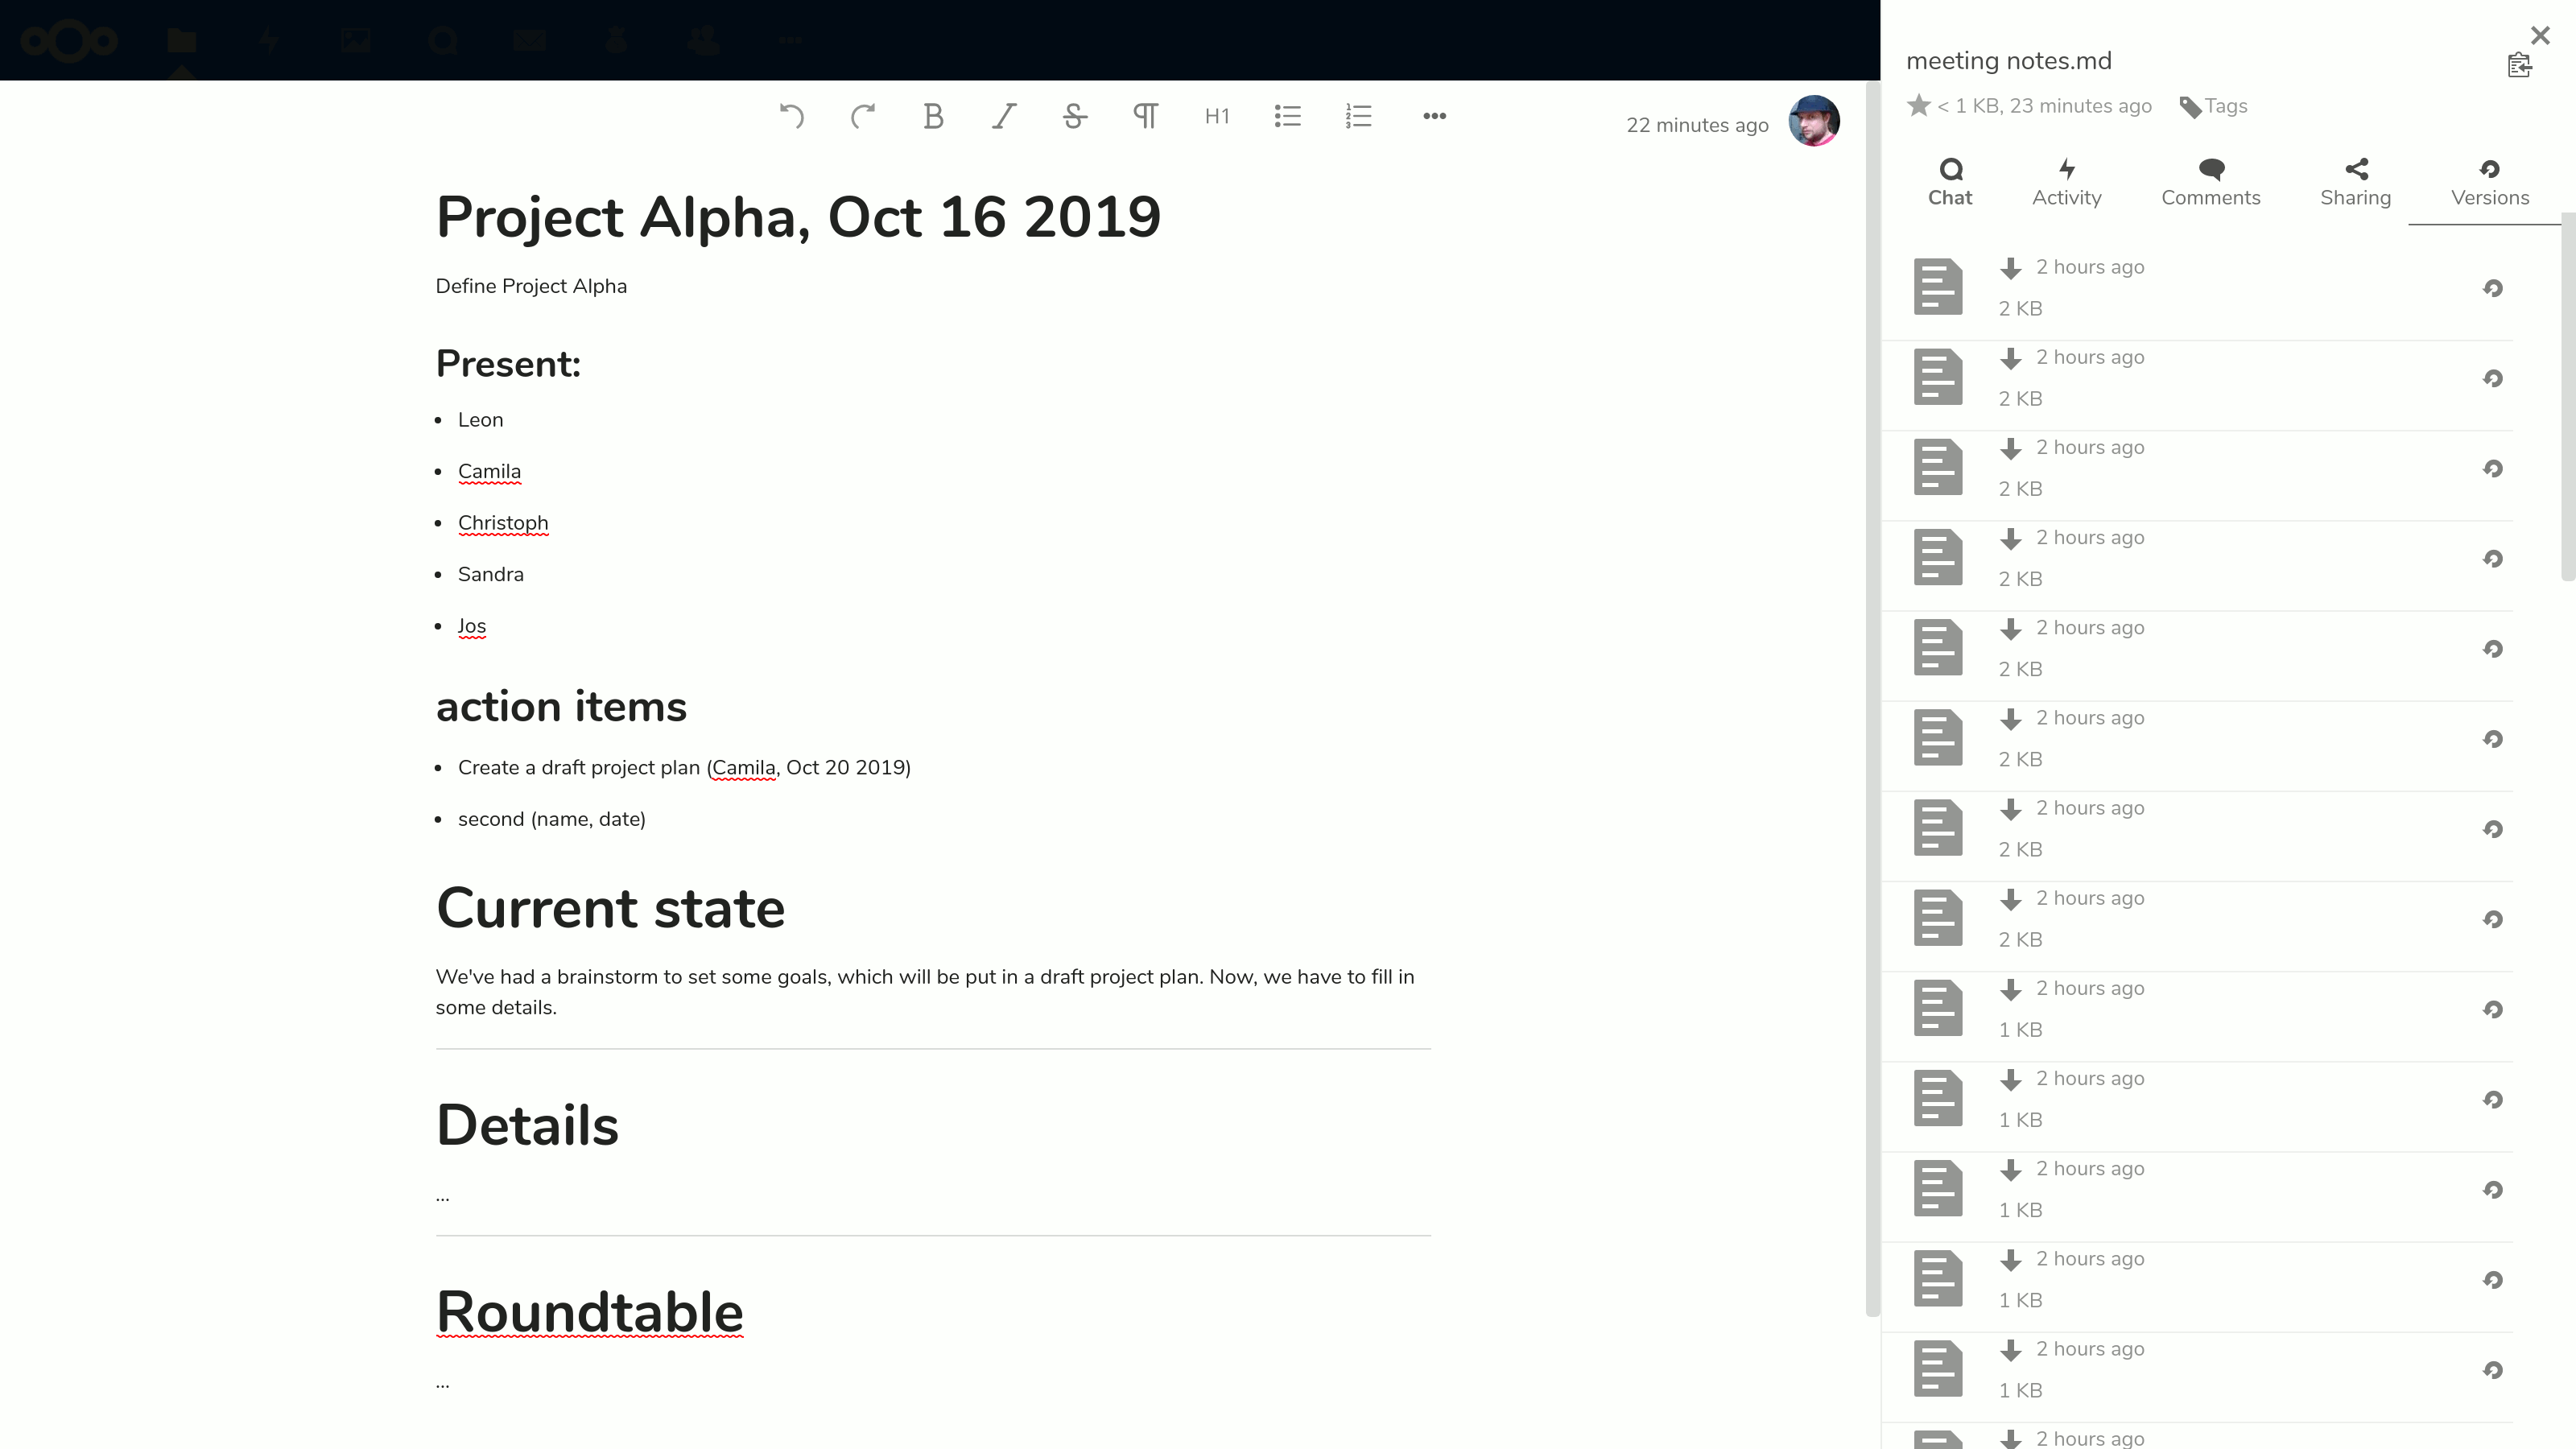 22 minutes ago
H1
Project Alpha, Oct 16 2019
Define Project Alpha
Present:
Leon
Camila
Christoph
Sandra
Jos
action items
Create a draft project plan (Camila, Oct 20 2019)
second (name, date)
Current state
We've had a brainstorm to set some goals, which will be put in a draft project plan. Now, we have to fill in
some details.
Details
...
Roundtable
...
meeting notes.md
< 1 KB, 23 minutes ago Tags
Chat Activity Comments Sharing Versions
2 hours ago
2 KB
2 hours ago
2 KB
2 hours ago
2 KB
2 hours ago
2 KB
2 hours ago
2 KB
2 hours ago
2 KB
2 hours ago
2 KB
2 hours ago
2 KB
2 hours ago
1 KB
2 hours ago
1 KB
2 hours ago
1 KB
2 hours ago
1 KB
2 hours ago
1 KB
2 hours ago